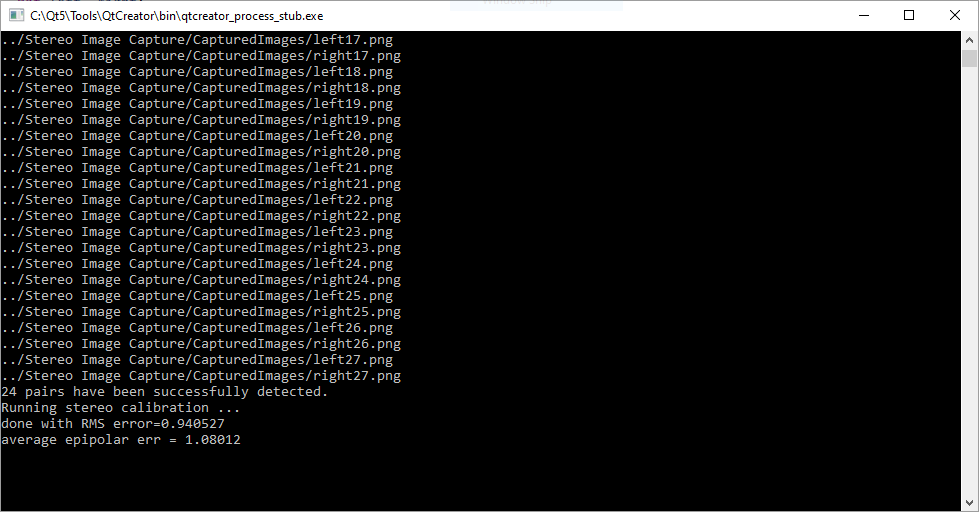 C:\Qt5\Tools\QtCreator\bin\qtcreator_process_stub.exe
../Stereo Image Capture/CapturedImages/left17.png
../Stereo Image Capture/CapturedImages/right17.png
../Stereo Image Capture/CapturedImages/left18.png
../Stereo Image Capture/CapturedImages/right18.png
../Stereo Image Capture/CapturedImages/left19.png
../Stereo Image Capture/CapturedImages/right19.png
../Stereo Image Capture/CapturedImages/left20.png
../Stereo Image Capture/CapturedImages/right20.png
../Stereo Image Capture/CapturedImages/left21.png
../Stereo Image Capture/CapturedImages/right21.png
../Stereo Image Capture/CapturedImages/left22.png
../Stereo Image Capture/CapturedImages/right22.png
../Stereo Image Capture/CapturedImages/left23.png
../Stereo Image Capture/CapturedImages/right23.png
../Stereo Image Capture/CapturedImages/left24.png
../Stereo Image Capture/CapturedImages/right24.png
../Stereo Image Capture/CapturedImages/left25.png
../Stereo Image Capture/CapturedImages/right25.png
../Stereo Image Capture/CapturedImages/left26.png
../Stereo Image Capture/CapturedImages/right26.png
../Stereo Image Capture/CapturedImages/left27.png
../Stereo Image Capture/CapturedImages/right27.png
24 pairs have been successfully detected.
Running stereo calibration ...
done with RMS error=0.940527
average epipolar err = 1.08012